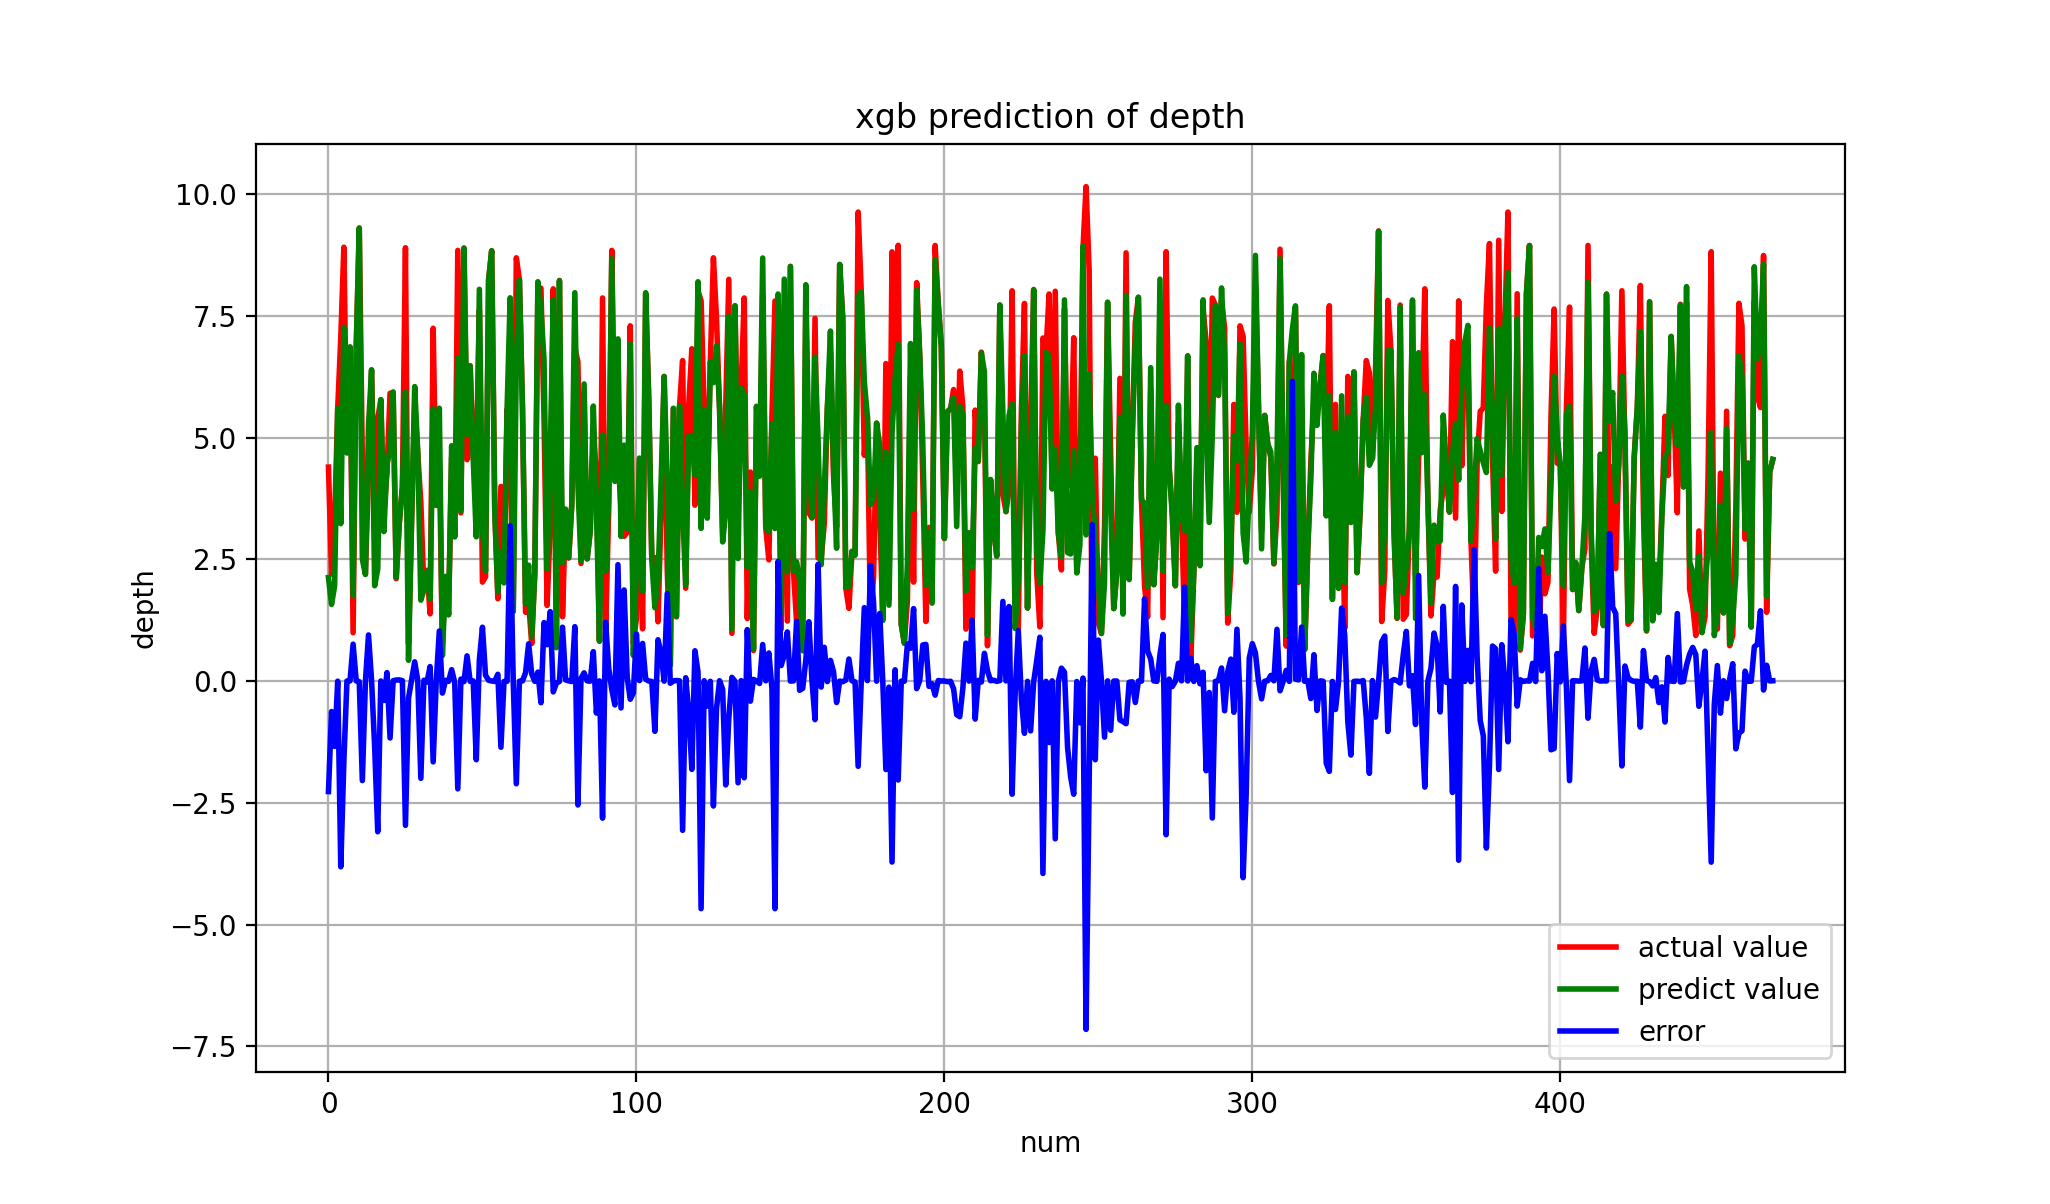 xgb prediction of depth
10.0
7.5
5.0
2.5
0.0
−2.5
−5.0
−7.5
depth
0 100 200 300 400
num
actual value
predict value
error